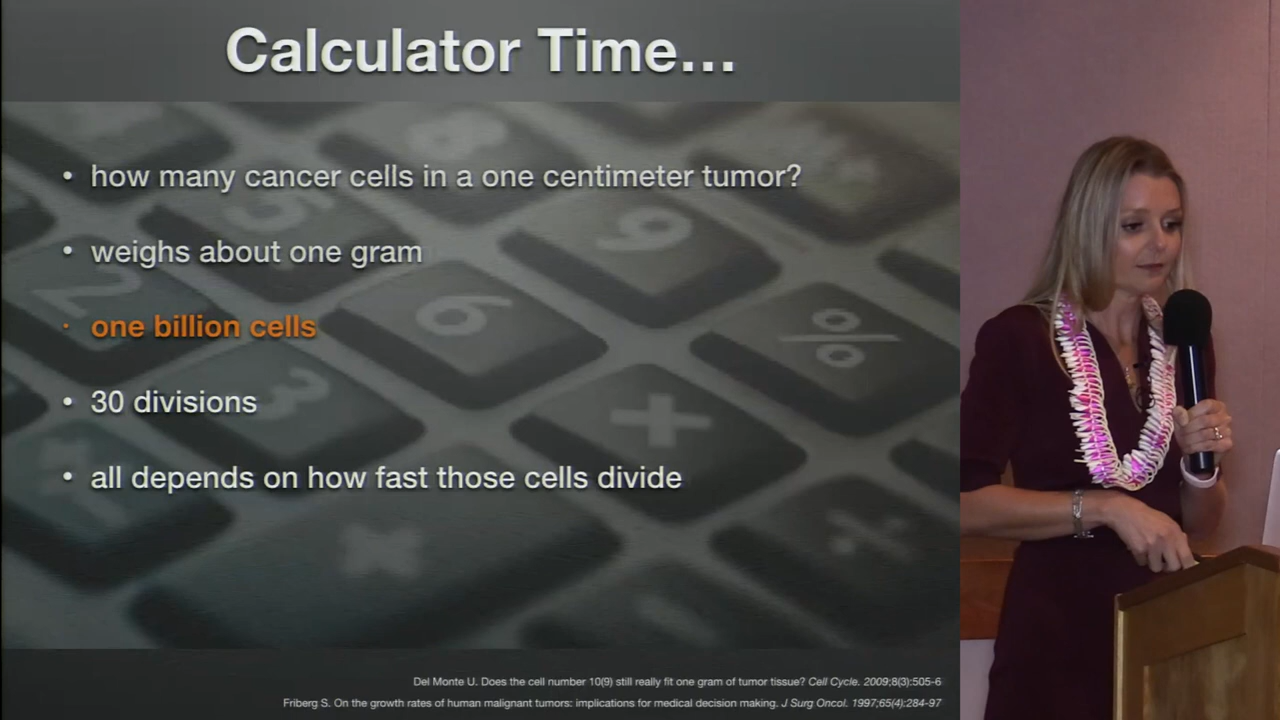 Calculator Time...
• how many cancer cells in a one centimeter tumor?
• weighs about one gram
• one billion cells
• 30 divisions
• all depends on how fast those cells divide
Del Monte U. Does the cell number 10(9) still really fit one gram of tumor tissue? Cell Cycle. 2009;8(3):505-6
Friberg S. On the growth rates of human malignant tumors: implications for medical decision making. J Surg Oncol. 1997;65(4):284-97